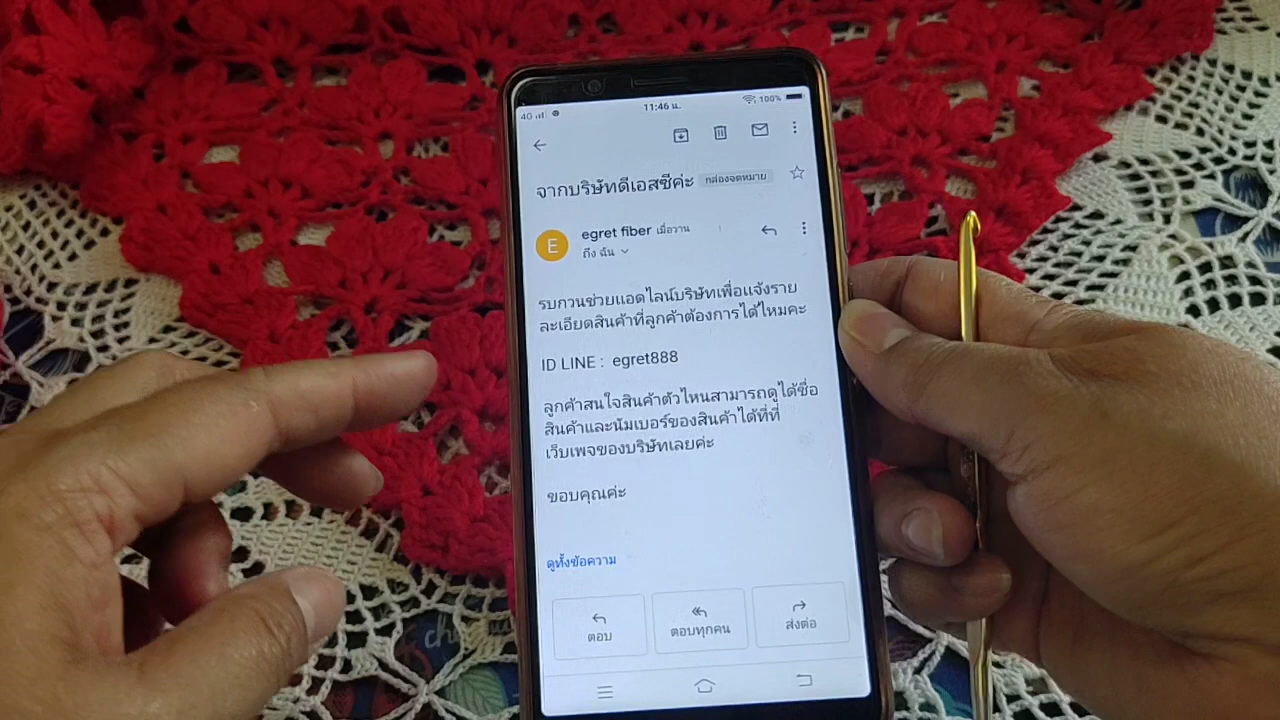 4G 11:46 น. 100%
จากบริษัทดีเอสซีค่ะ กล่องจดหมาย
E egret fiber เมื่อวาน
ถึง ฉัน
รบกวนช่วยแอดไลน์บริษัทเพื่อแจ้งราย
ละเอียดสินค้าที่ลูกค้าต้องการได้ไหมคะ
ID LINE : egret888
ลูกค้าสนใจสินค้าตัวไหนสามารถดูได้ชื่อ
สินค้าและนัมเบอร์ของสินค้าได้ที่ที่
เว็บเพจของบริษัทเลยค่ะ
ขอบคุณค่ะ
ดูทั้งข้อความ
ตอบ ตอบทุกคน ส่งต่อ